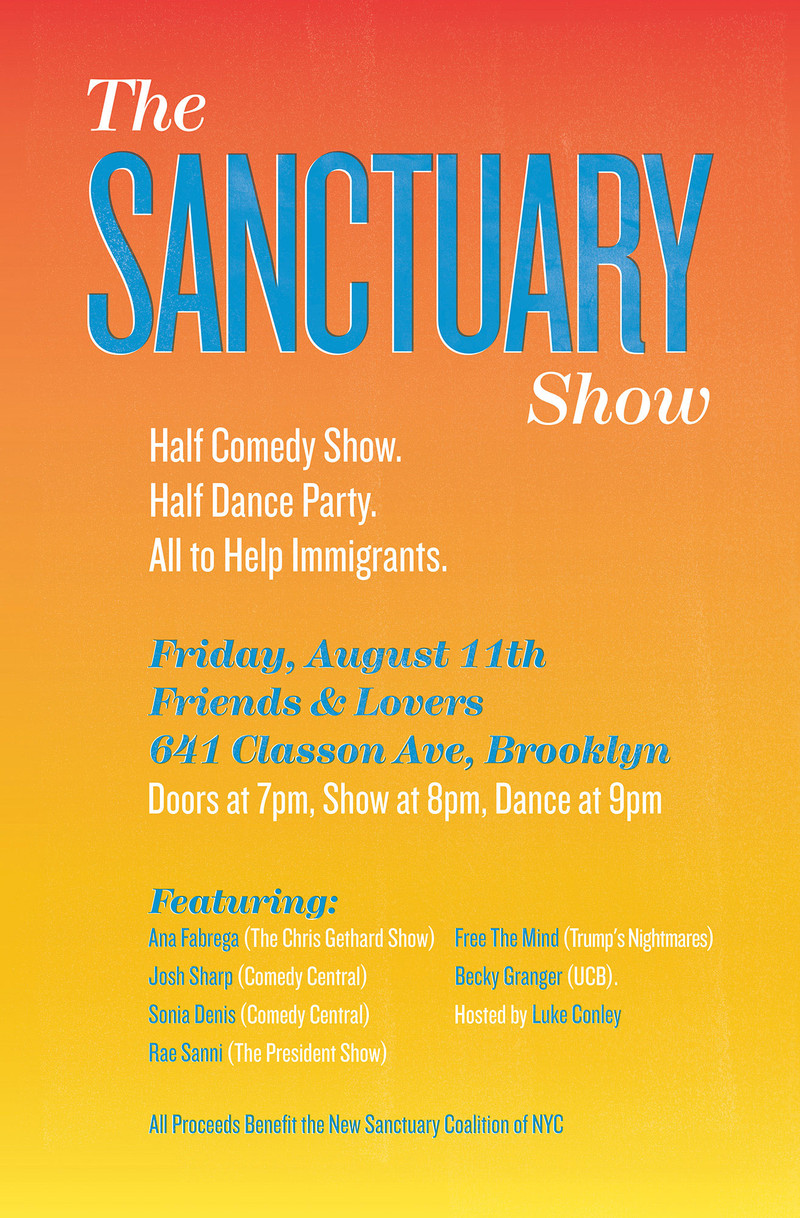 The
SANCTUARY
Show
Half Comedy Show.
Half Dance Party.
All to Help Immigrants.
Friday, August 11th
Friends & Lovers
641 Classon Ave, Brooklyn
Doors at 7pm, Show at 8pm, Dance at 9pm
Featuring:
Ana Fabrega (The Chris Gethard Show)
Josh Sharp (Comedy Central)
Sonia Denis (Comedy Central)
Rae Sanni (The President Show)
Free The Mind (Trump's Nightmares)
Becky Granger (UCB).
Hosted by Luke Conley
All Proceeds Benefit the New Sanctuary Coalition of NYC